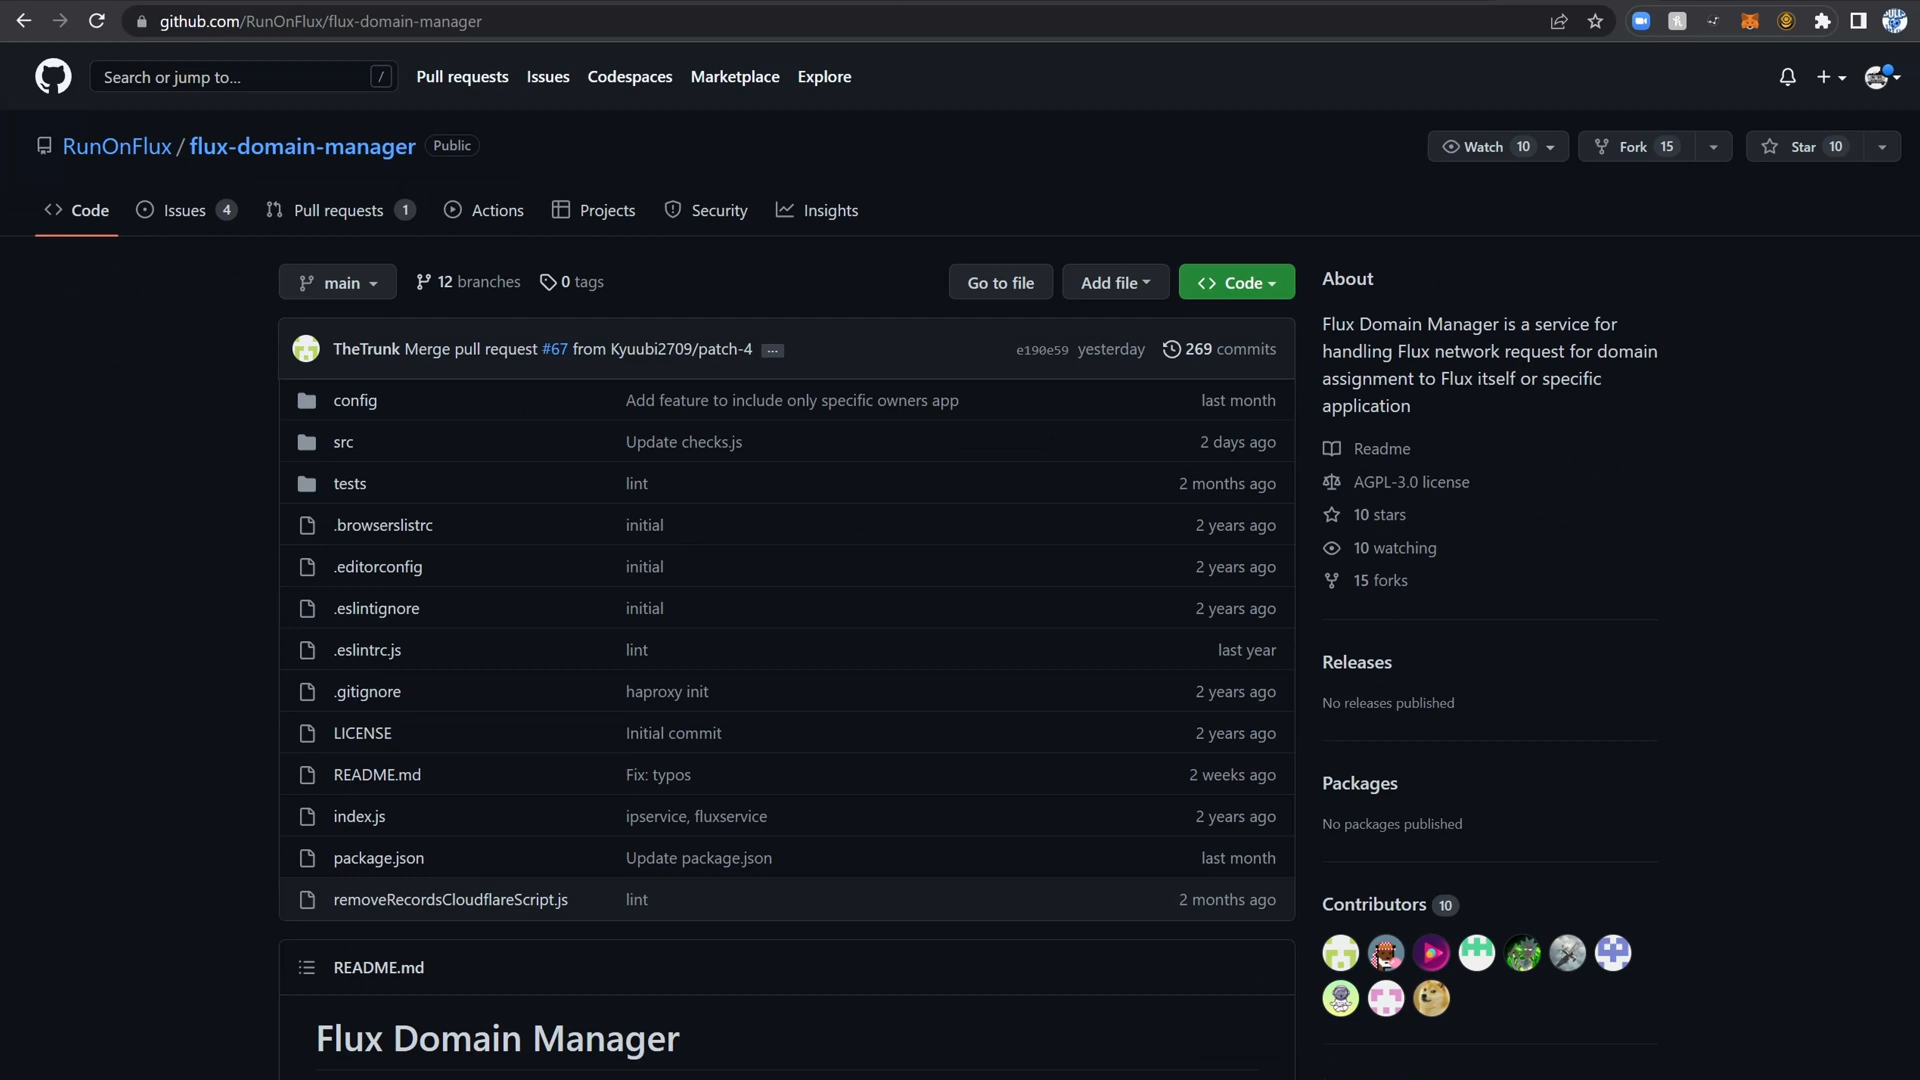 github.com/RunOnFlux/flux-domain-manager
Search or jump to... /
Pull requests Issues Codespaces Marketplace Explore
RunOnFlux / flux-domain-manager Public
Watch 10 Fork 15 Star 10
Code Issues 4 Pull requests 1 Actions Projects Security Insights
main 12 branches 0 tags Go to file Add file Code
TheTrunk Merge pull request #67 from Kyuubi2709/patch-4 ... e190e59 yesterday 269 commits
config Add feature to include only specific owners app last month
src Update checks.js 2 days ago
tests lint 2 months ago
.browserslistrc initial 2 years ago
.editorconfig initial 2 years ago
.eslintignore initial 2 years ago
.eslintrc.js lint last year
.gitignore haproxy init 2 years ago
LICENSE Initial commit 2 years ago
README.md Fix: typos 2 weeks ago
index.js ipservice, fluxservice 2 years ago
package.json Update package.json last month
removeRecordsCloudflareScript.js lint 2 months ago
README.md
Flux Domain Manager
About
Flux Domain Manager is a service for
handling Flux network request for domain
assignment to Flux itself or specific
application
Readme
AGPL-3.0 license
10 stars
10 watching
15 forks
Releases
No releases published
Packages
No packages published
Contributors 10